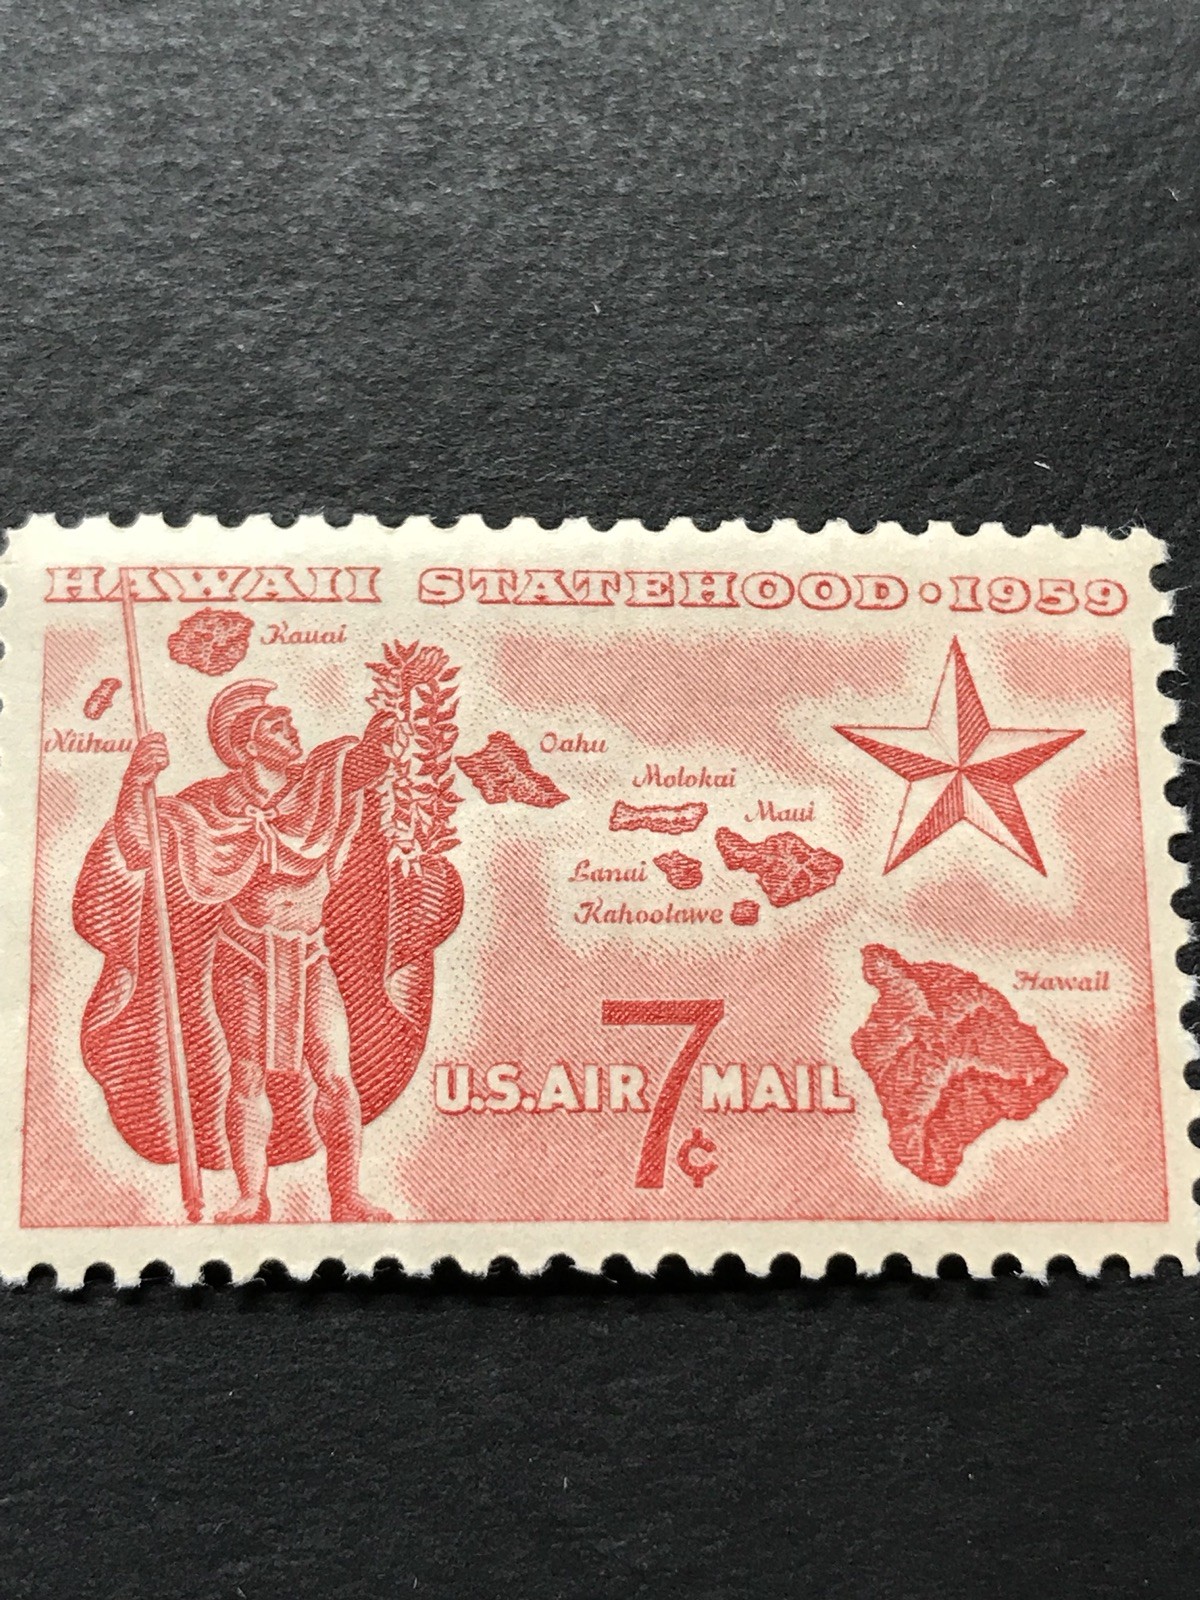 HAWAII STATEHOOD · 1959
Kauai
Niihau
Oahu
Molokai
Maui
Lanai
Kahoolawe
Hawaii
7¢
U.S. AIR MAIL